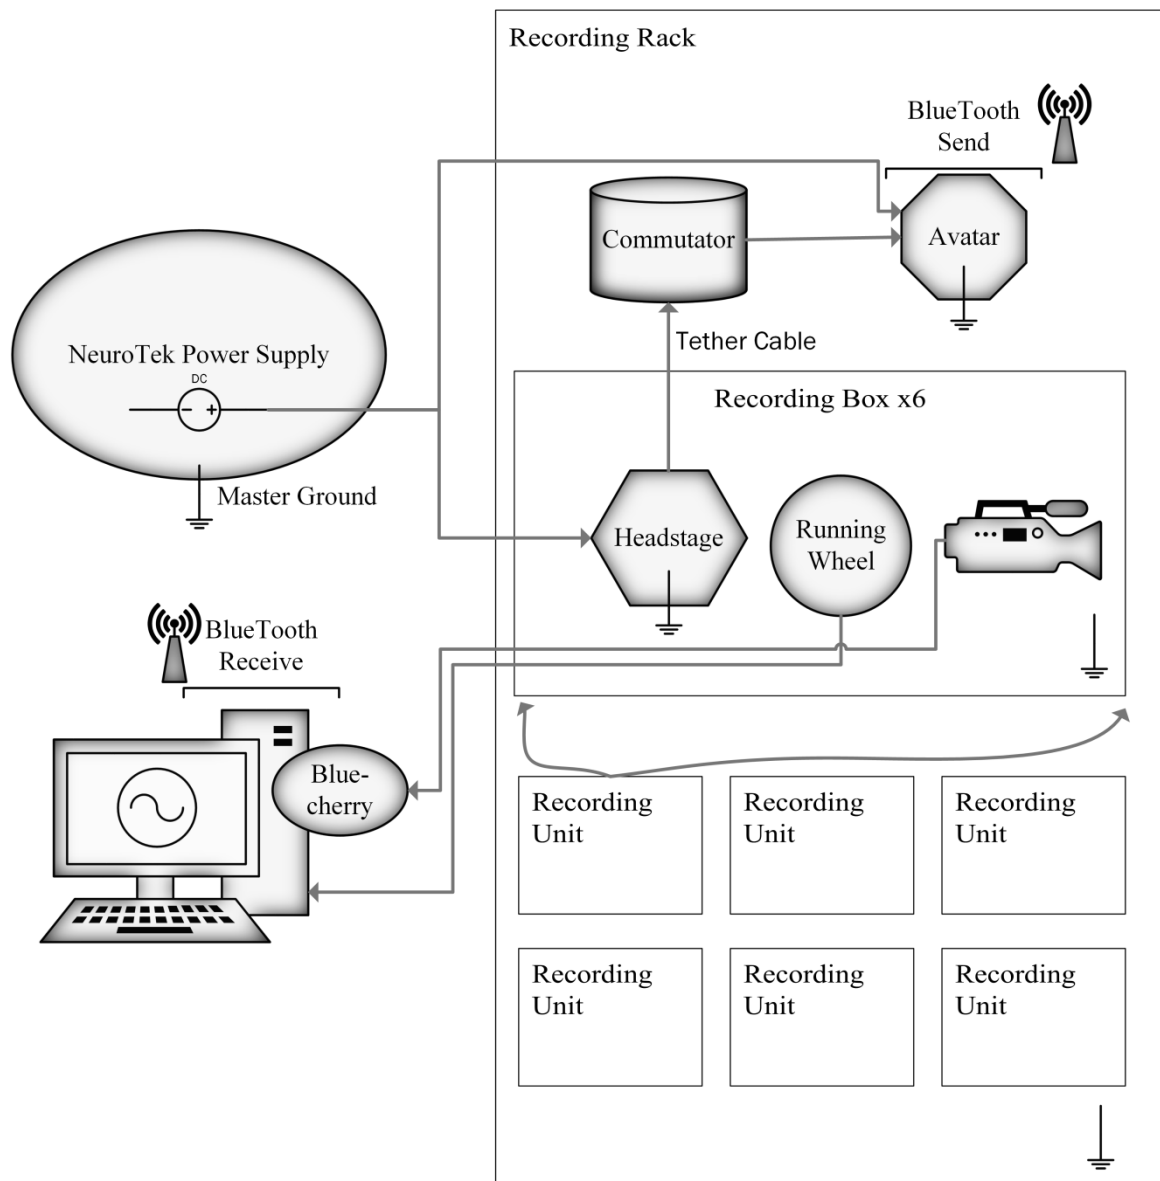 Recording Rack
BlueTooth
Send
Commutator
Avatar
Tether Cable
NeuroTek Power Supply
DC
- +
Master Ground
Recording Box x6
Headstage
Running
Wheel
BlueTooth
Receive
Blue-
cherry
Recording
Unit
Recording
Unit
Recording
Unit
Recording
Unit
Recording
Unit
Recording
Unit